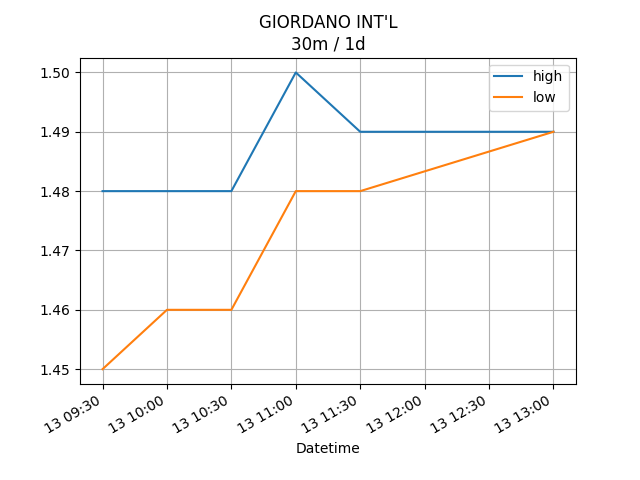 GIORDANO INT'L
30m / 1d
high
low
1.50
1.49
1.48
1.47
1.46
1.45
13 09:30
13 10:00
13 10:30
13 11:00
13 11:30
13 12:00
13 12:30
13 13:00
Datetime